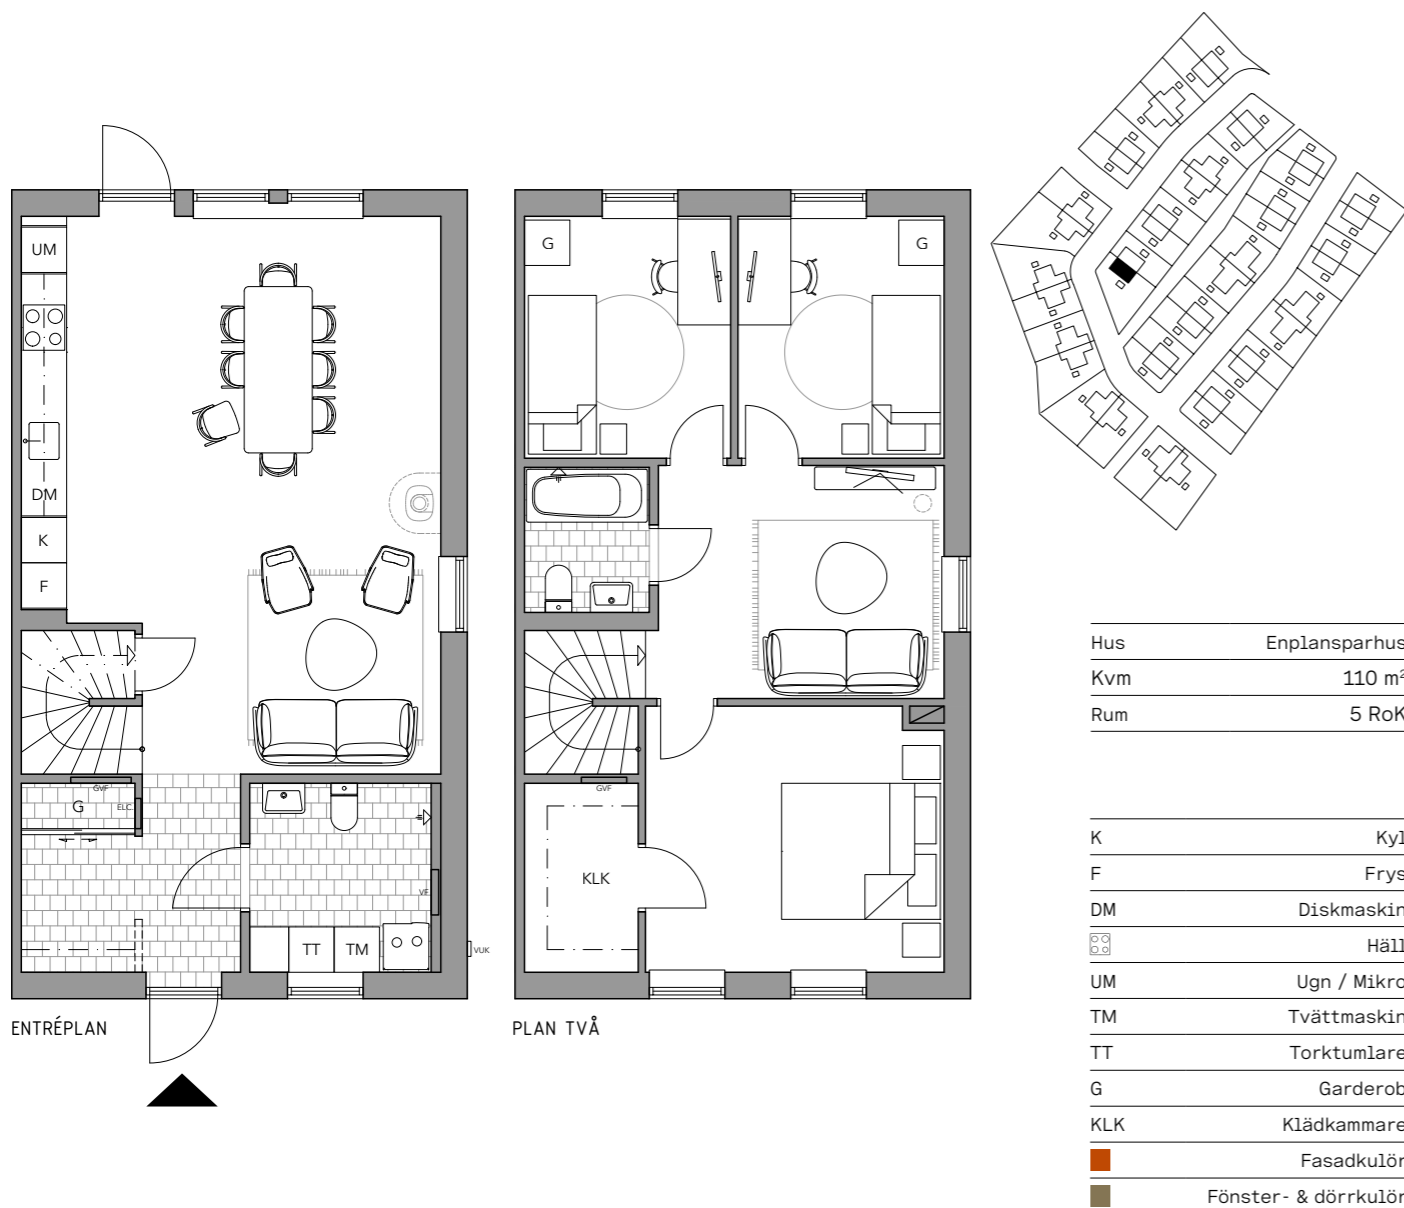 UM
DM
K
F
G
GVF
ELC
TT
TM
VF
VUK
ENTRÉPLAN
G
G
GVF
KLK
PLAN TVÅ
Hus Enplansparhus
Kvm 110 m²
Rum 5 RoK
K Kyl
F Frys
DM Diskmaskin
Häll
UM Ugn / Mikro
TM Tvättmaskin
TT Torktumlare
G Garderob
KLK Klädkammare
Fasadkulör
Fönster- & dörrkulör